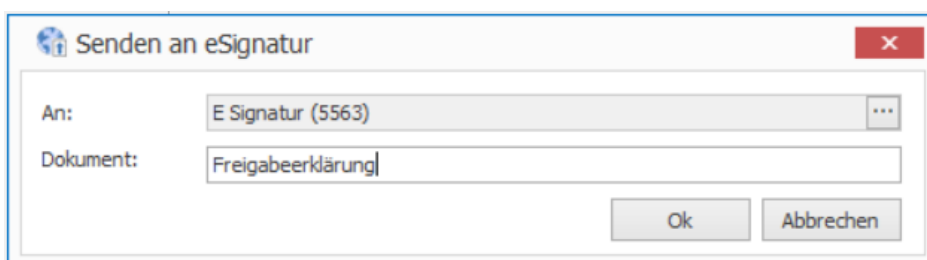 Senden an eSignatur
An: E Signatur (5563) ...
Dokument: Freigabeerklärung
Ok Abbrechen